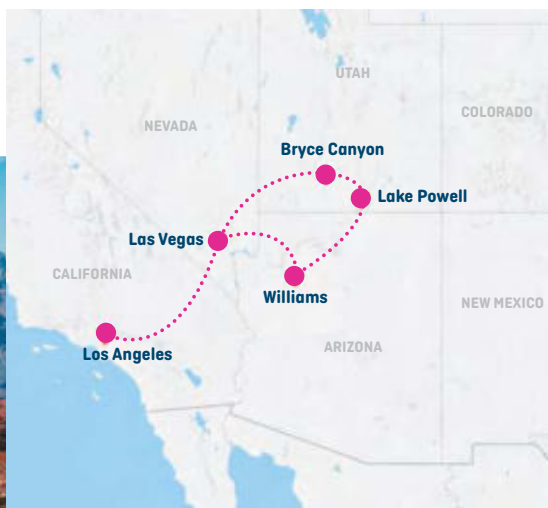 UTAH
COLORADO
NEVADA
Bryce Canyon
Lake Powell
Las Vegas
CALIFORNIA
Williams
NEW MEXICO
ARIZONA
Los Angeles